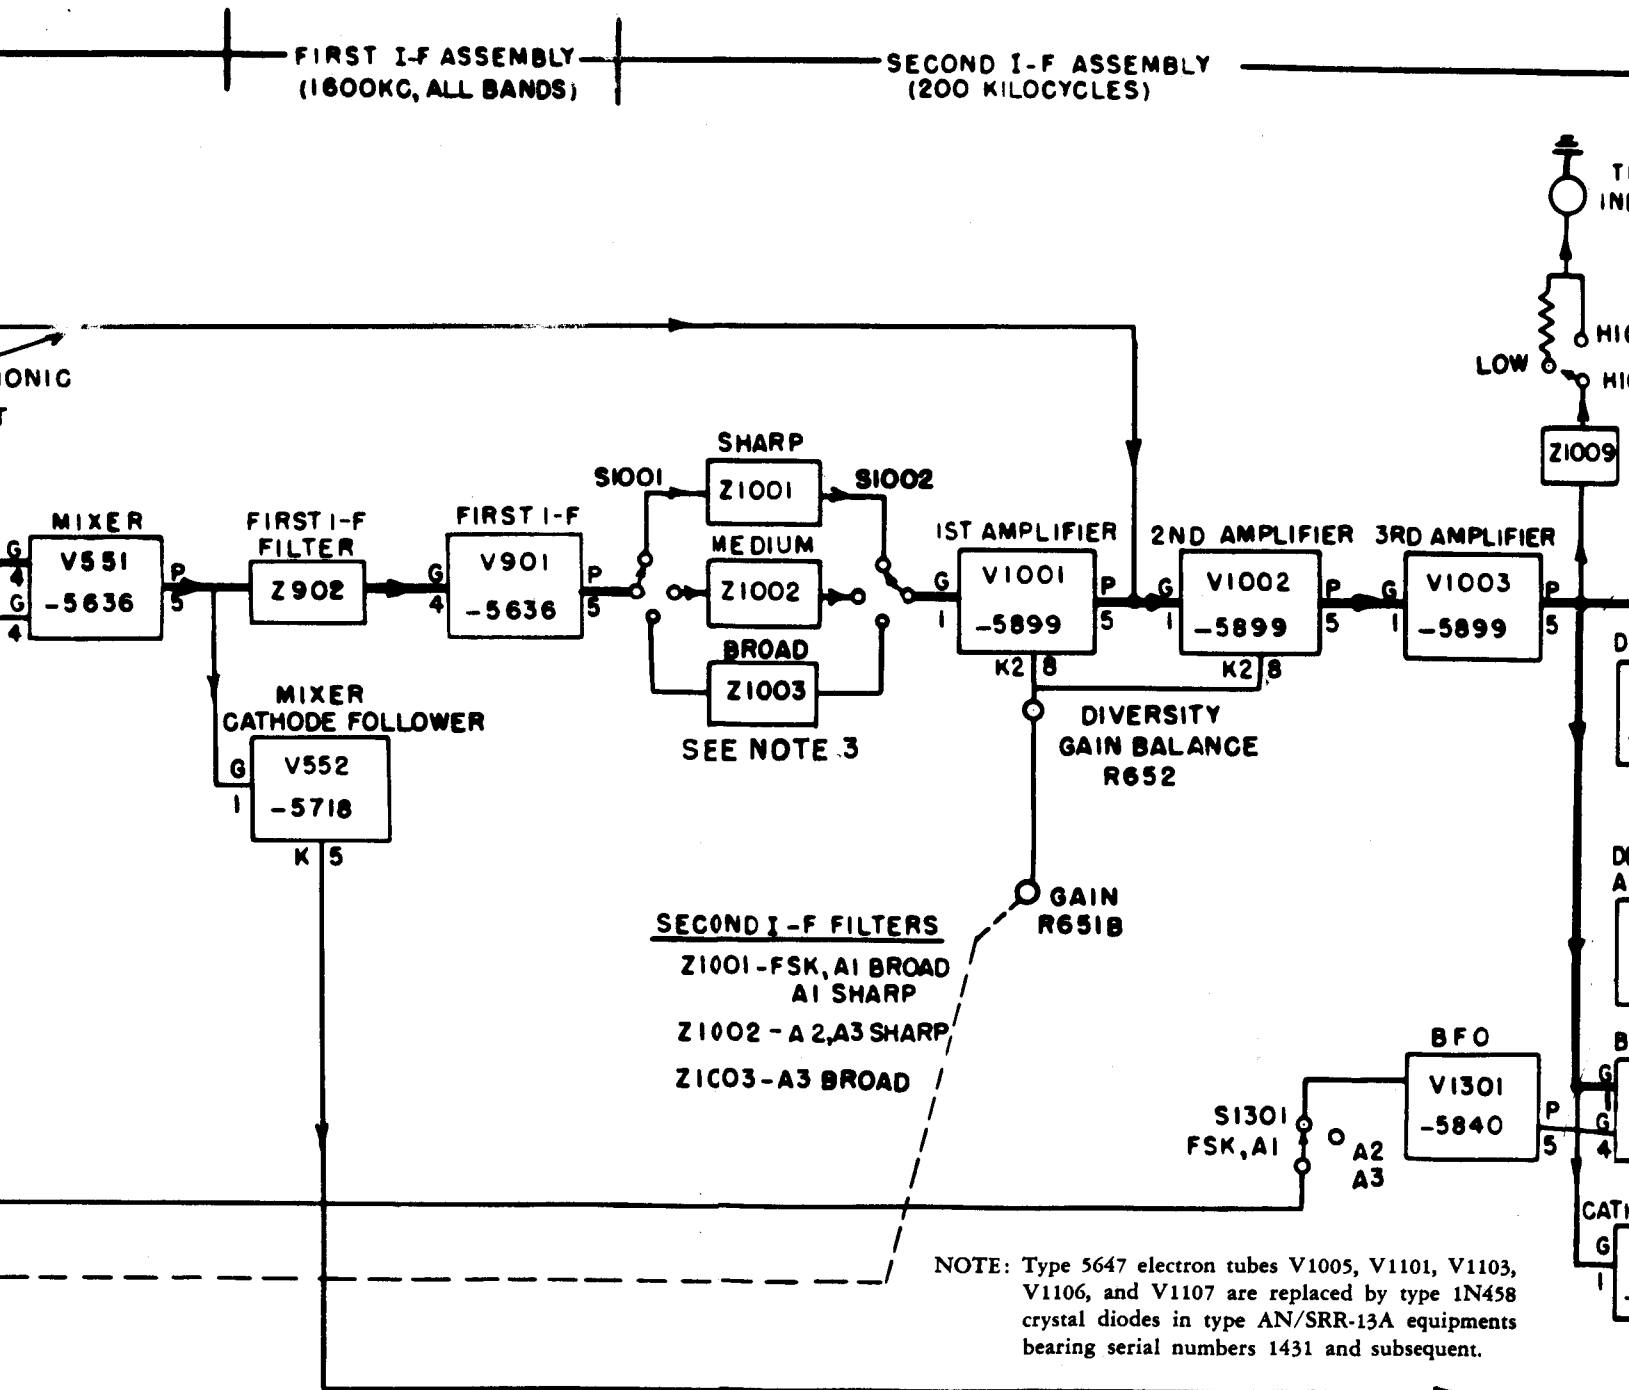 FIRST I-F ASSEMBLY
(1600KC, ALL BANDS)
SECOND I-F ASSEMBLY
(200 KILOCYCLES)
LOW
Z1009
SHARP
S1001
Z1001
S1002
MEDIUM
Z1002
BROAD
Z1003
SEE NOTE 3
MIXER
G
4
G
4
V551
-5636
P
5
FIRST I-F
FILTER
Z902
FIRST I-F
G
4
V901
-5636
P
5
1ST AMPLIFIER
G
1
V1001
-5899
P
5
K2 8
2ND AMPLIFIER
G
1
V1002
-5899
P
5
K2 8
3RD AMPLIFIER
G
1
V1003
-5899
P
5
MIXER
CATHODE FOLLOWER
G
1
V552
-5718
K 5
DIVERSITY
GAIN BALANCE
R652
GAIN
R651B
SECOND I-F FILTERS
Z1001-FSK, A1 BROAD
A1 SHARP
Z1002-A2,A3 SHARP
Z1003-A3 BROAD
BFO
V1301
-5840
P
5
S1301
FSK, A1
A2
A3
G
1
G
4
G
1
NOTE: Type 5647 electron tubes V1005, V1101, V1103,
V1106, and V1107 are replaced by type 1N458
crystal diodes in type AN/SRR-13A equipments
bearing serial numbers 1431 and subsequent.